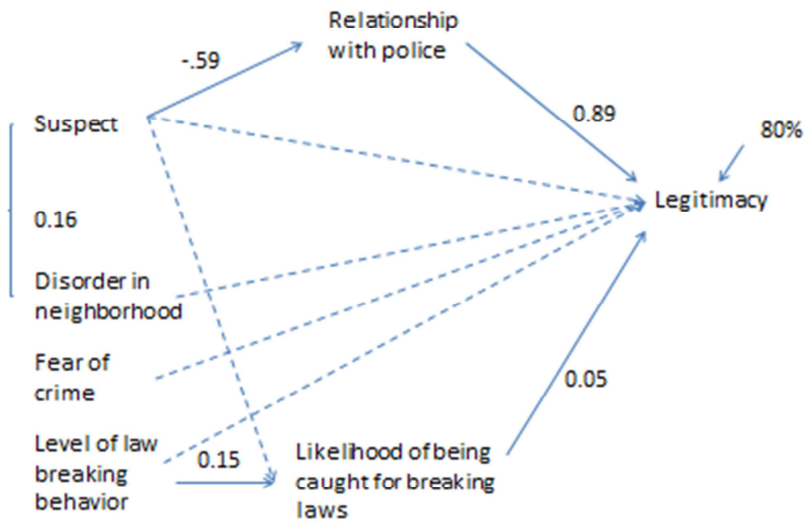 Relationship
with police
-.59
Suspect
0.89
80%
Legitimacy
0.16
Disorder in
neighborhood
Fear of
crime
0.05
Level of law
breaking
behavior
0.15
Likelihood of being
caught for breaking
laws